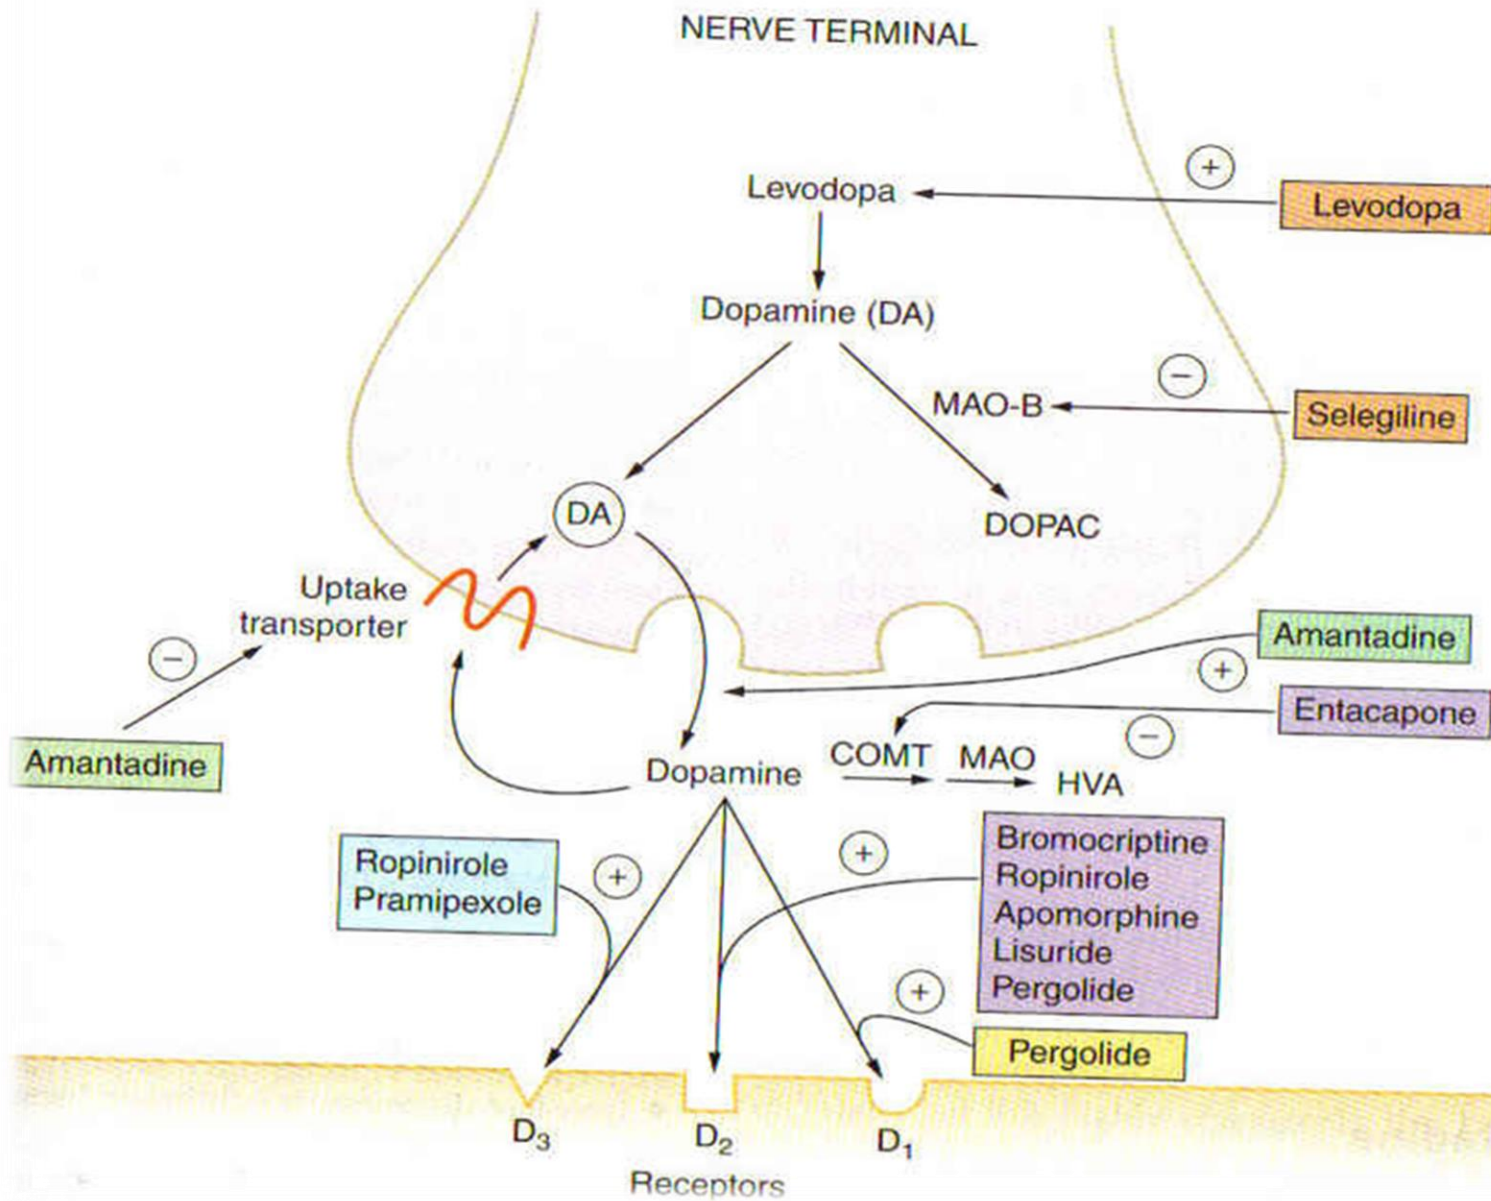 NERVE TERMINAL
Levodopa
+
Levodopa
Dopamine (DA)
MAO-B
−
Selegiline
DA
DOPAC
Uptake
transporter
−
Amantadine
Amantadine
+
Entacapone
−
COMT
MAO
Dopamine
HVA
Ropinirole
Pramipexole
+
+
Bromocriptine
Ropinirole
Apomorphine
Lisuride
Pergolide
+
Pergolide
D₃
D₂
D₁
Receptors